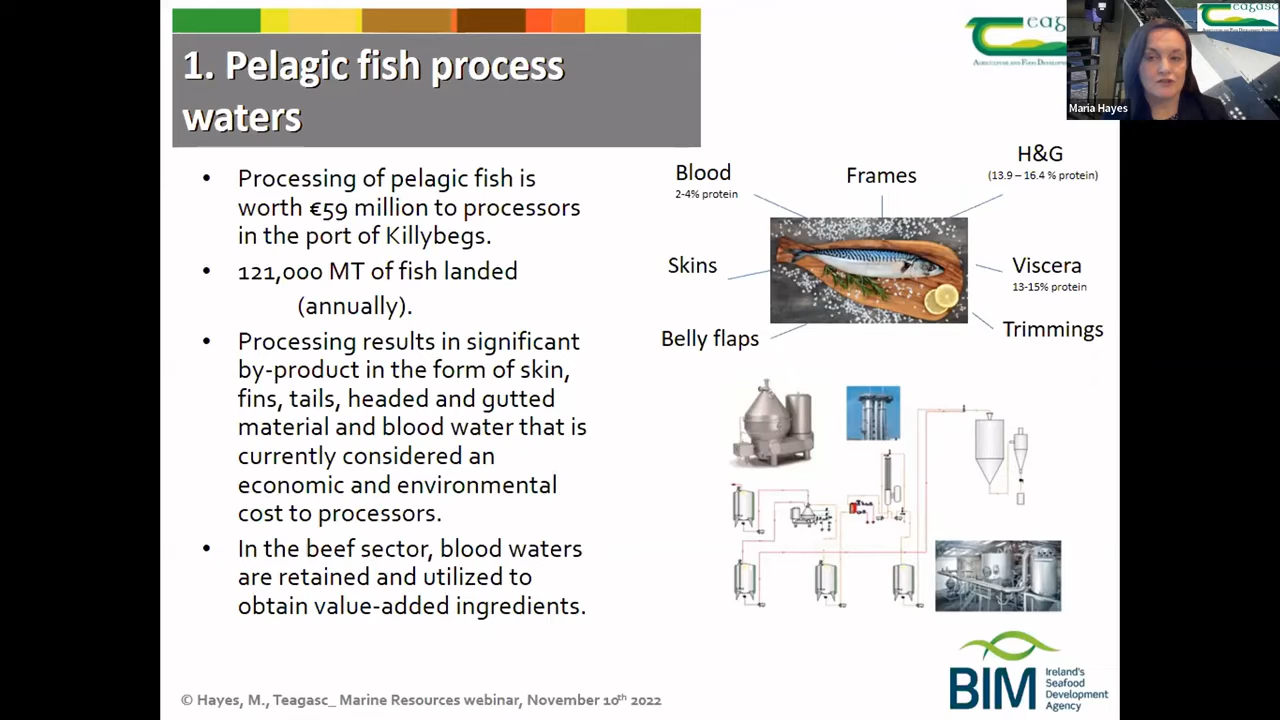 1. Pelagic fish process
waters
• Processing of pelagic fish is
worth €59 million to processors
in the port of Killybegs.
• 121,000 MT of fish landed
(annually).
• Processing results in significant
by-product in the form of skin,
fins, tails, headed and gutted
material and blood water that is
currently considered an
economic and environmental
cost to processors.
• In the beef sector, blood waters
are retained and utilized to
obtain value-added ingredients.
eagasc
Agriculture and Food Developme
Maria Hayes
Blood
2-4% protein
Frames
H&G
(13.9 – 16.4 % protein)
Skins
Viscera
13-15% protein
Belly flaps
Trimmings
BIM
Ireland's
Seafood
Development
Agency
© Hayes, M., Teagasc_ Marine Resources webinar, November 10th 2022